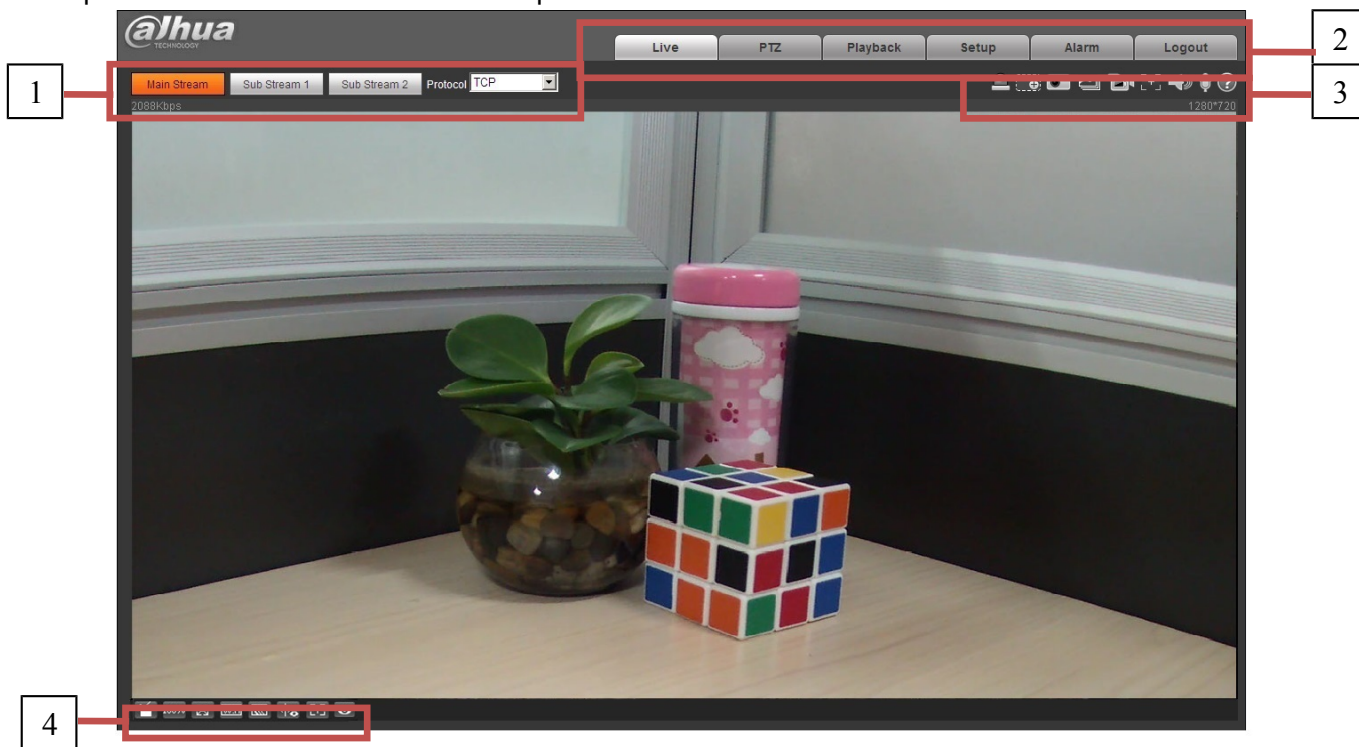 alhua
TECHNOLOGY
Live PTZ Playback Setup Alarm Logout
2
1
Main Stream Sub Stream 1 Sub Stream 2 Protocol TCP
3
2088Kbps
1280*720
4
100%